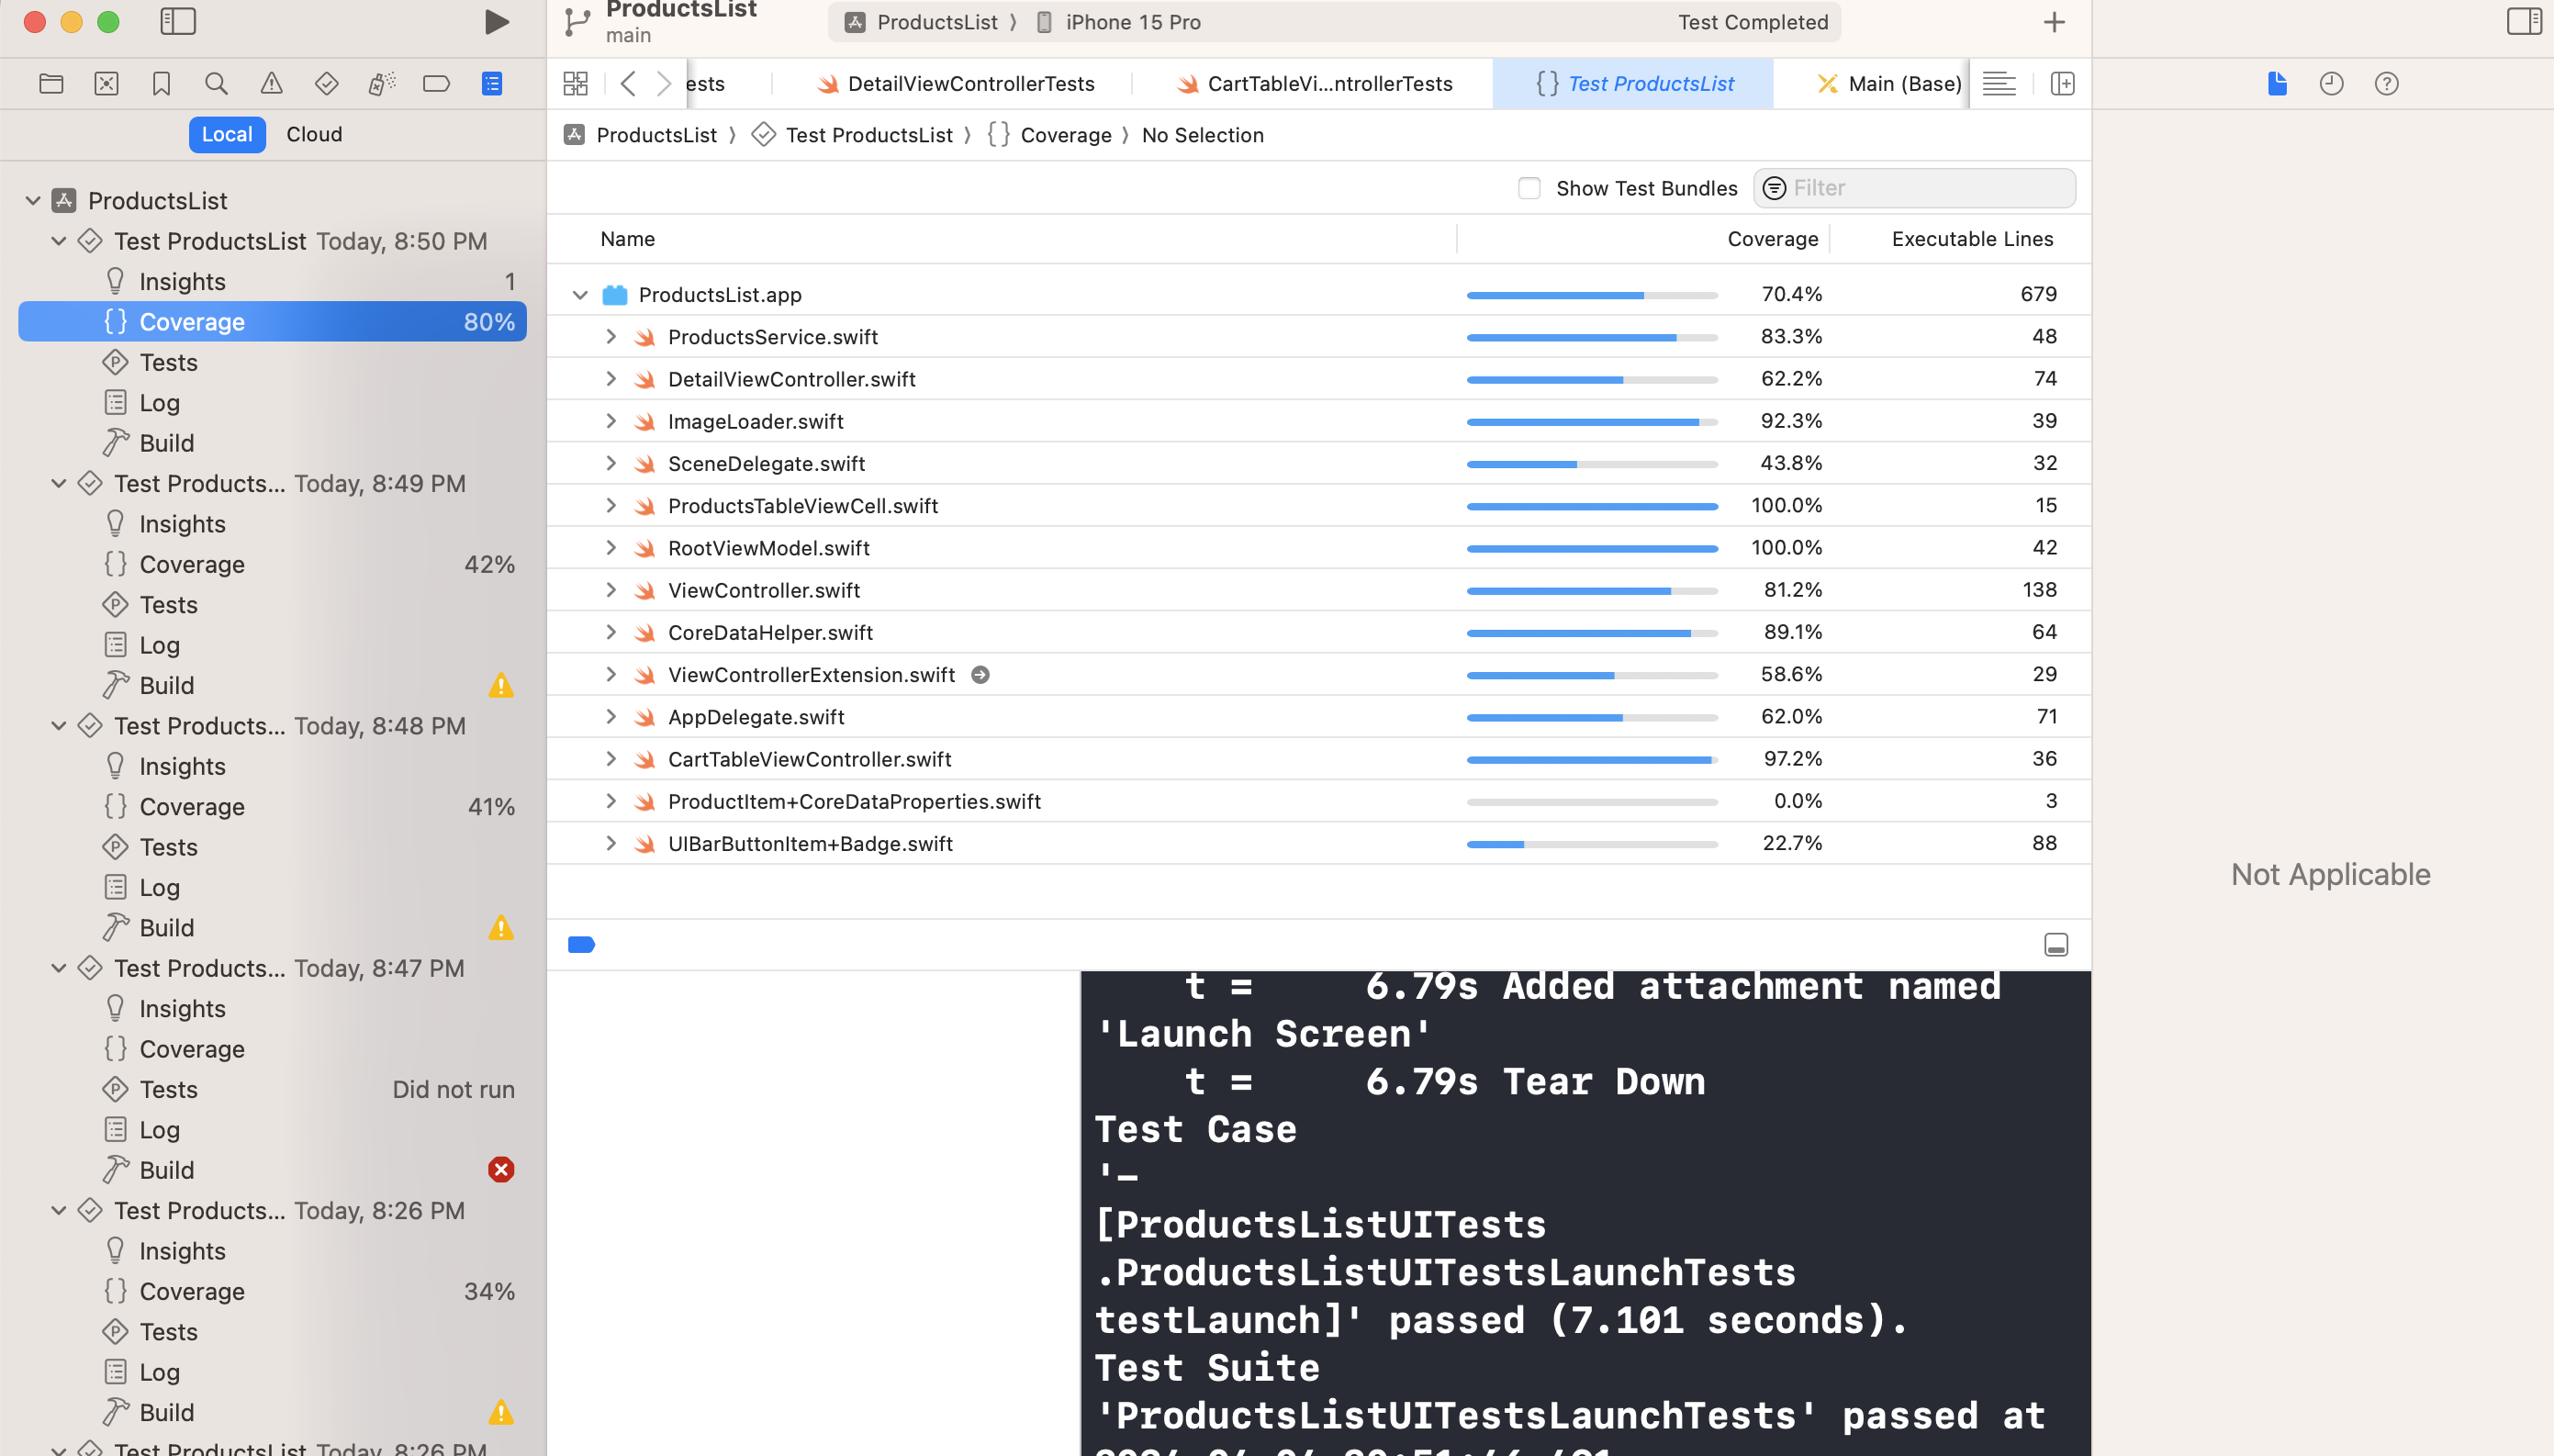 ProductsList
main
ProductsList 〉 iPhone 15 Pro
Test Completed
ests
DetailViewControllerTests
CartTableVi...ntrollerTests
{} Test ProductsList
Main (Base)
Local
Cloud
ProductsList 〉 Test ProductsList 〉 {} Coverage 〉 No Selection
Show Test Bundles
Filter
ProductsList
Test ProductsList Today, 8:50 PM
Insights 1
{} Coverage 80%
Tests
Log
Build
Test Products... Today, 8:49 PM
Insights
{} Coverage 42%
Tests
Log
Build
Test Products... Today, 8:48 PM
Insights
{} Coverage 41%
Tests
Log
Build
Test Products... Today, 8:47 PM
Insights
{} Coverage
Tests Did not run
Log
Build
Test Products... Today, 8:26 PM
Insights
{} Coverage 34%
Tests
Log
Build
Test ProductsList Today, 8:26 PM
Name Coverage Executable Lines
ProductsList.app 70.4% 679
ProductsService.swift 83.3% 48
DetailViewController.swift 62.2% 74
ImageLoader.swift 92.3% 39
SceneDelegate.swift 43.8% 32
ProductsTableViewCell.swift 100.0% 15
RootViewModel.swift 100.0% 42
ViewController.swift 81.2% 138
CoreDataHelper.swift 89.1% 64
ViewControllerExtension.swift 58.6% 29
AppDelegate.swift 62.0% 71
CartTableViewController.swift 97.2% 36
ProductItem+CoreDataProperties.swift 0.0% 3
UIBarButtonItem+Badge.swift 22.7% 88
t = 6.79s Added attachment named
'Launch Screen'
t = 6.79s Tear Down
Test Case
'-
[ProductsListUITests
.ProductsListUITestsLaunchTests
testLaunch]' passed (7.101 seconds).
Test Suite
'ProductsListUITestsLaunchTests' passed at
Not Applicable